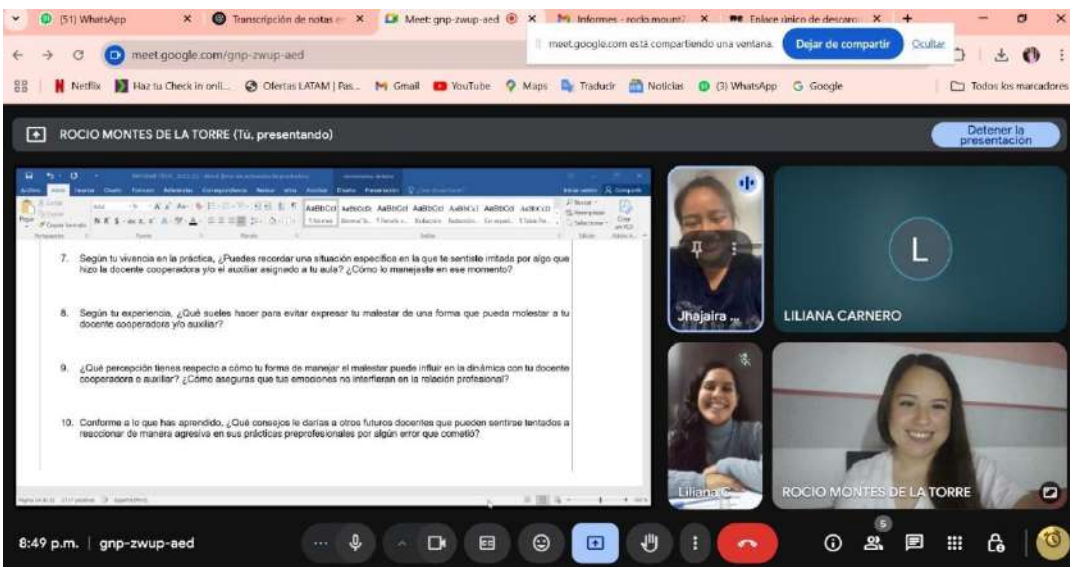 (51) WhatsApp
Transcripción de notas e
Meet: gnp-zwup-aed
Informes - rocio.mount7
Enlace único de descarg
meet.google.com/gnp-zwup-aed
meet.google.com está compartiendo una ventana.
Dejar de compartir
Ocultar
Netflix
Haz tu Check in onli...
Ofertas LATAM | Pas...
Gmail
YouTube
Maps
Traducir
Noticias
(3) WhatsApp
Google
Todos los marcadores
ROCIO MONTES DE LA TORRE (Tú, presentando)
Detener la
presentación
7. Según tu vivencia en la práctica, ¿Puedes recordar una situación específica en la que te sentiste irritada por algo que
hizo la docente cooperadora y/o el auxiliar asignado a tu aula? ¿Cómo lo manejaste en ese momento?
8. Según tu experiencia, ¿Qué sueles hacer para evitar expresar tu malestar de una forma que pueda molestar a tu
docente cooperadora y/o auxiliar?
9. ¿Qué percepción tienes respecto a cómo tu forma de manejar el malestar puede influir en la dinámica con tu docente
cooperadora o auxiliar? ¿Cómo aseguras que tus emociones no interfieran en la relación profesional?
10. Conforme a lo que has aprendido, ¿Qué consejos le darías a otros futuros docentes que pueden sentirse tentados a
reaccionar de manera agresiva en sus prácticas preprofesionales por algún error que cometió?
Jhajaira ...
L
LILIANA CARNERO
Liliana C...
ROCIO MONTES DE LA TORRE
8:49 p.m. | gnp-zwup-aed
5